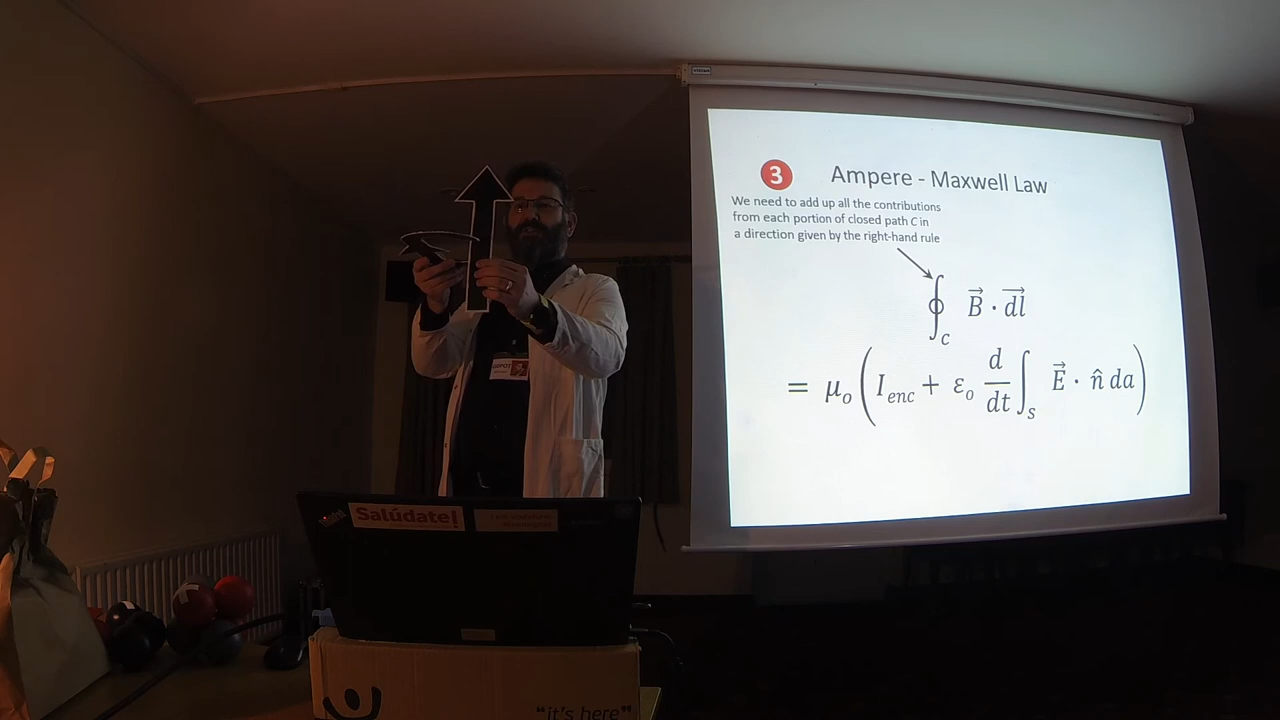 3 Ampere - Maxwell Law
We need to add up all the contributions
from each portion of closed path C in
a direction given by the right-hand rule
∮_C B⃗ · dl⃗
= μ₀ ( I_enc + ε₀ d/dt ∫_S E⃗ · n̂ da )
Salúdate!
"it's here"